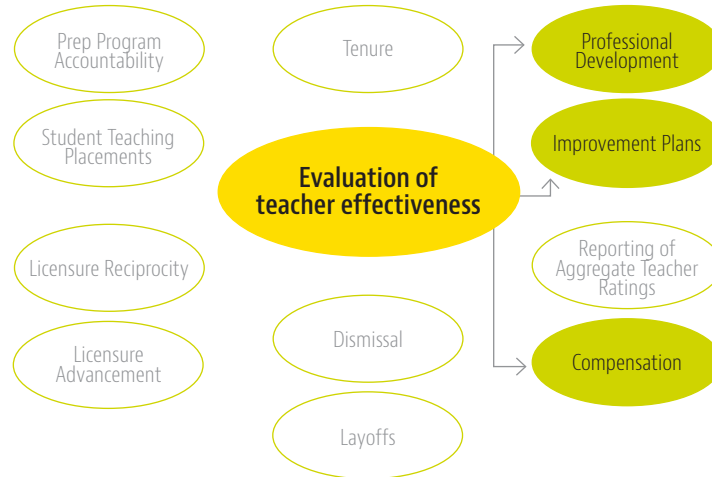 Prep Program
Accountability
Tenure
Professional
Development
Student Teaching
Placements
Improvement Plans
Evaluation of
teacher effectiveness
Licensure Reciprocity
Reporting of
Aggregate Teacher
Ratings
Licensure
Advancement
Dismissal
Compensation
Layoffs